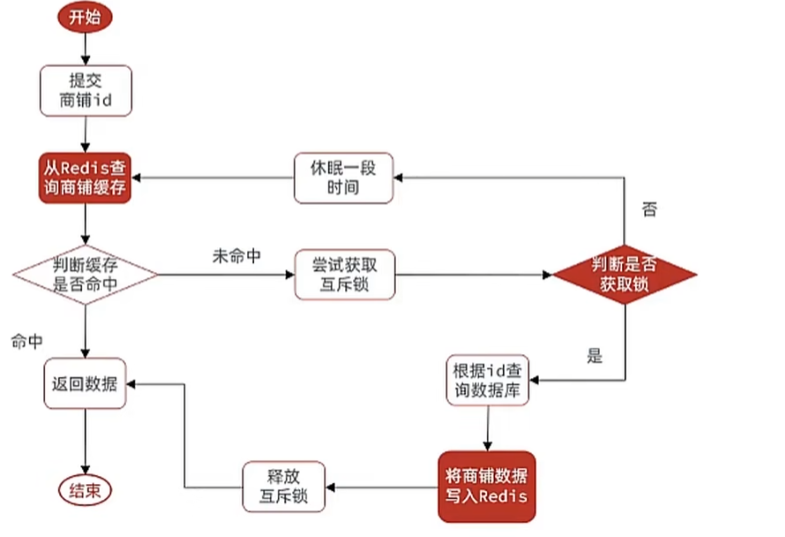 开始
提交
商铺id
从Redis查
询商铺缓存
休眠一段
时间
否
判断缓存
是否命中
未命中
尝试获取
互斥锁
判断是否
获取锁
命中
是
返回数据
根据id查
询数据库
结束
释放
互斥锁
将商铺数据
写入Redis